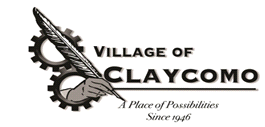 VILLAGE OF
CLAYCOMO
A Place of Possibilities
Since 1946